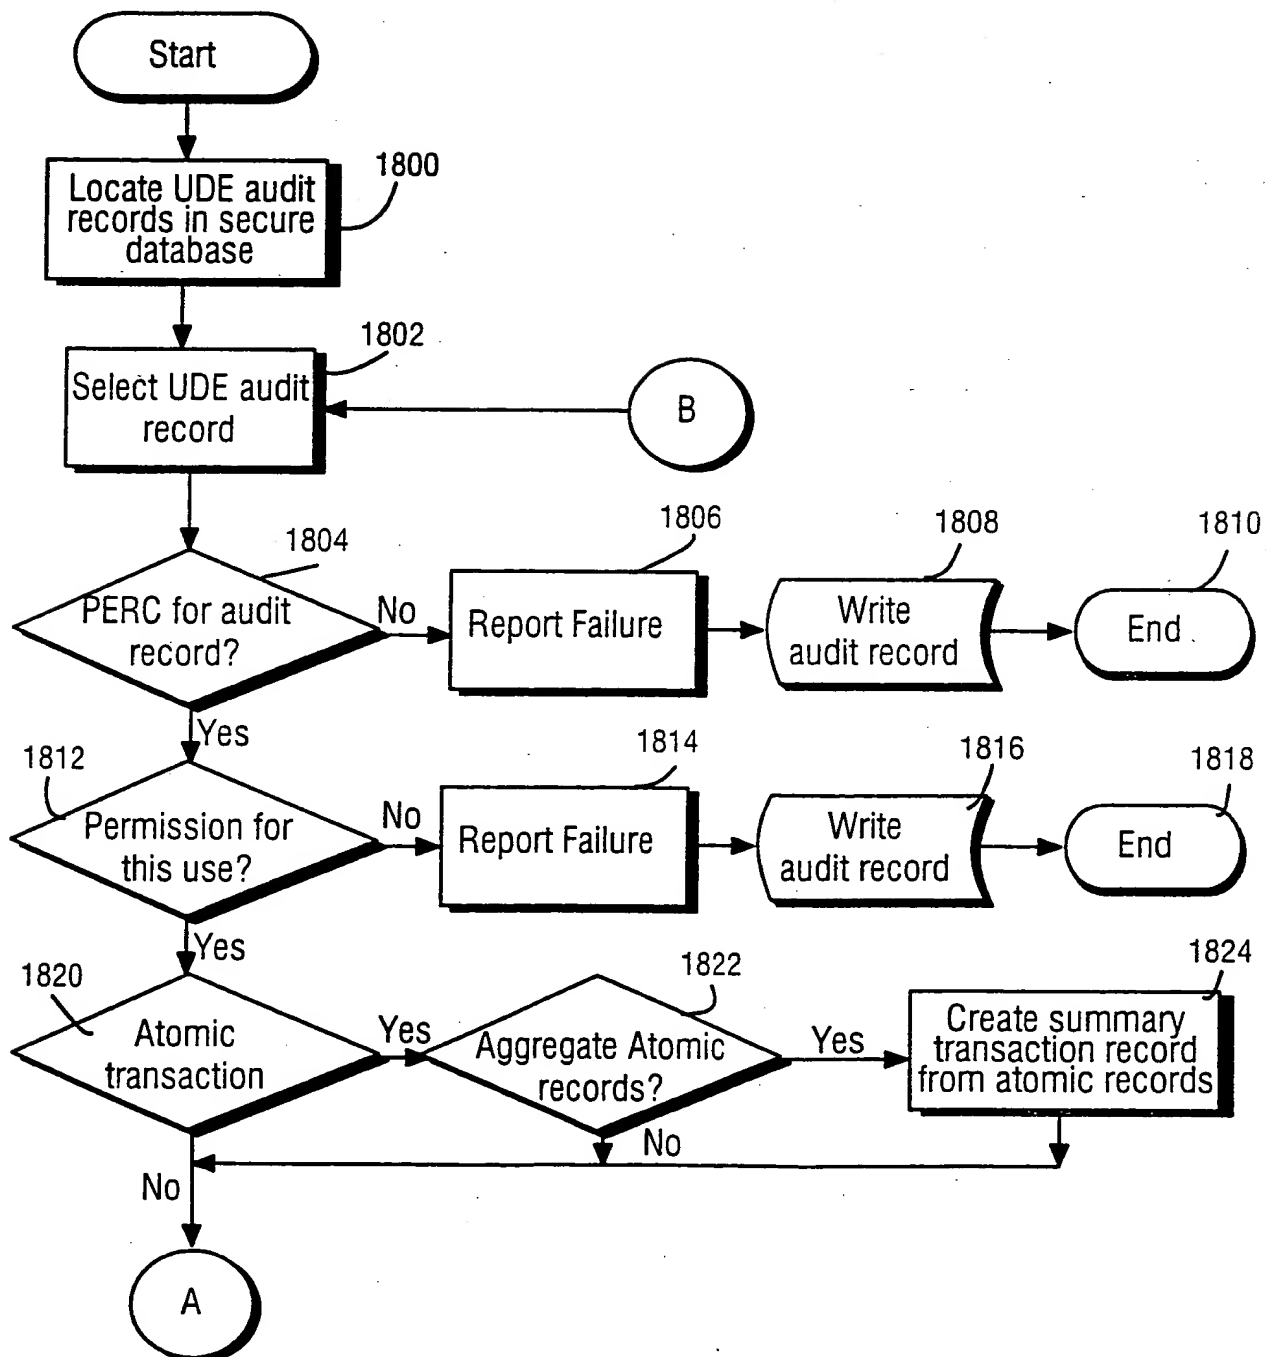 Start
1800
Locate UDE audit
records in secure
database
1802
Select UDE audit
record
B
1804
PERC for audit
record?
No
1806
Report Failure
1808
Write
audit record
1810
End
Yes
1812
Permission for
this use?
No
1814
Report Failure
1816
Write
audit record
1818
End
Yes
1820
Atomic
transaction
Yes
1822
Aggregate Atomic
records?
Yes
1824
Create summary
transaction record
from atomic records
No
No
A